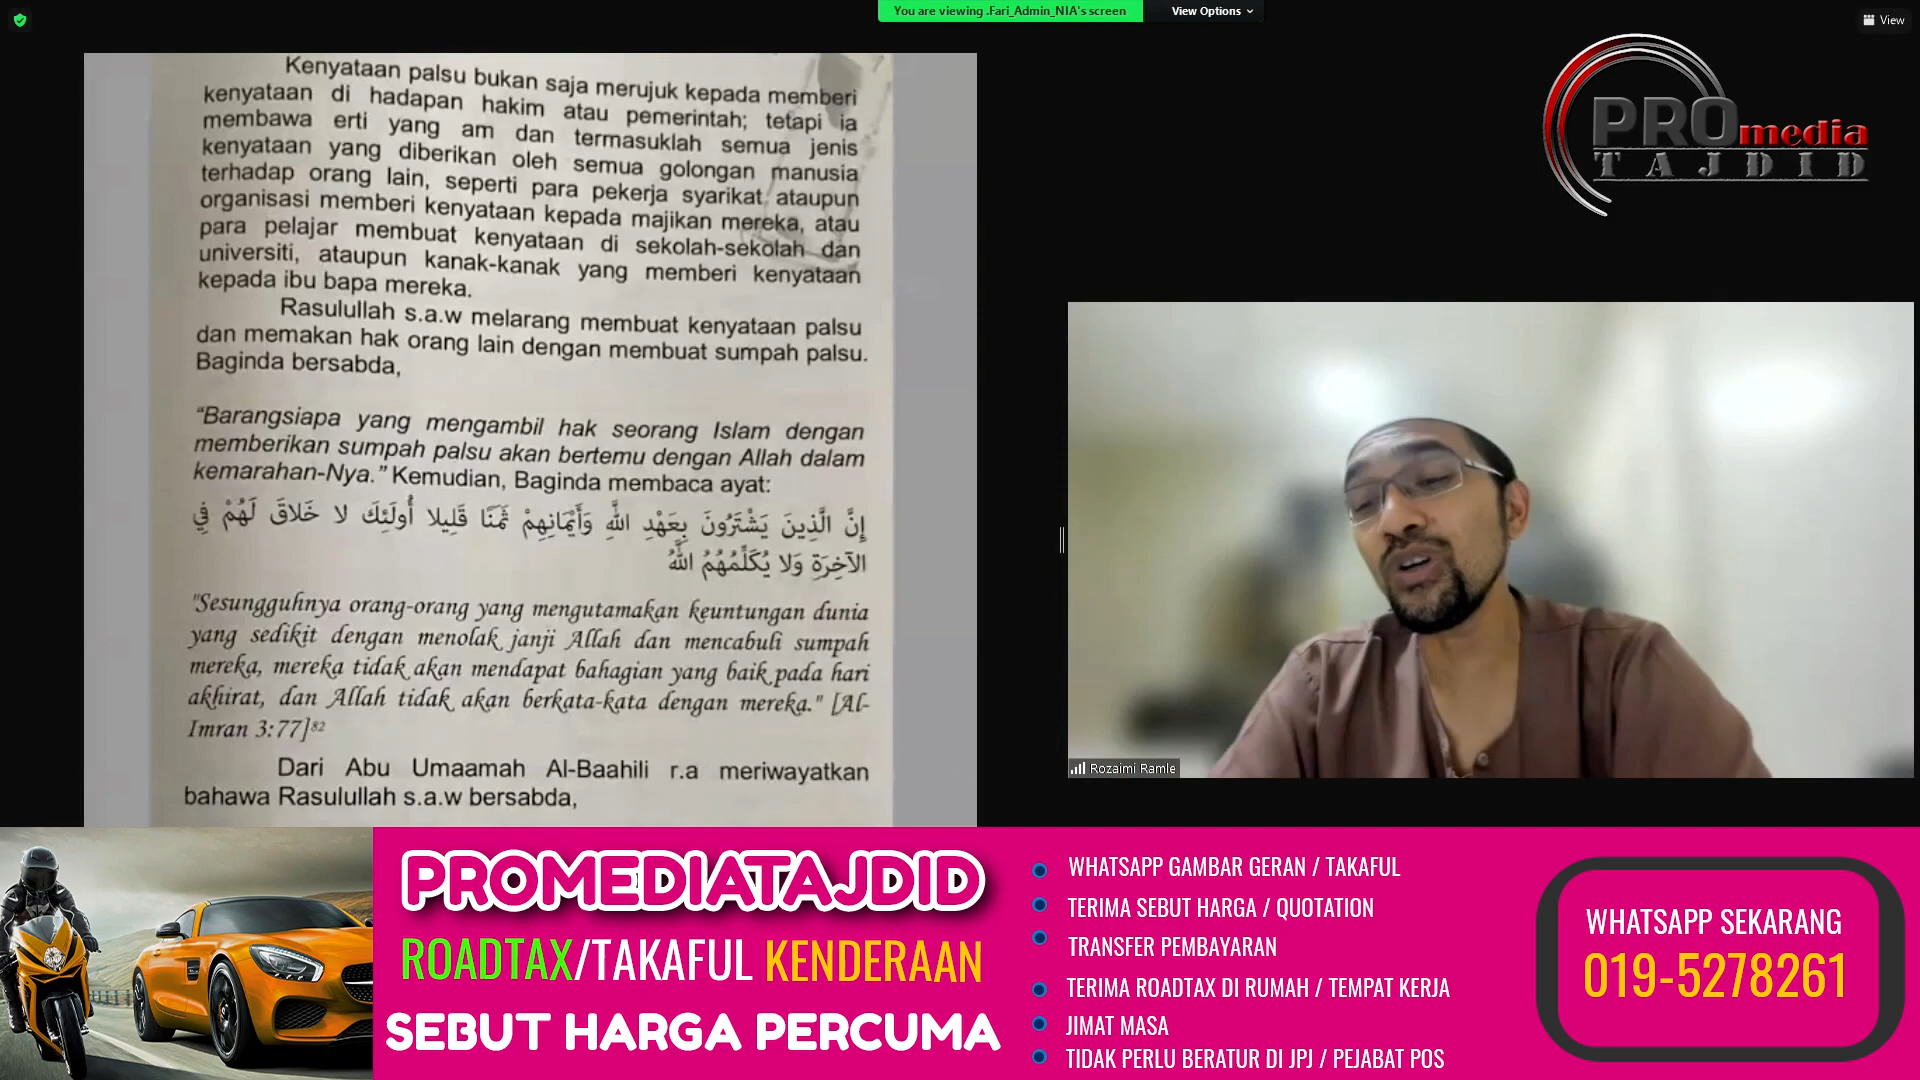 You are viewing .Fari_Admin_NIA's screen
View Options
View
Kenyataan palsu bukan saja merujuk kepada memberi
kenyataan di hadapan hakim atau pemerintah; tetapi ia
membawa erti yang am dan termasuklah semua jenis
kenyataan yang diberikan oleh semua golongan manusia
terhadap orang lain, seperti para pekerja syarikat ataupun
organisasi memberi kenyataan kepada majikan mereka, atau
para pelajar membuat kenyataan di sekolah-sekolah dan
universiti, ataupun kanak-kanak yang memberi kenyataan
kepada ibu bapa mereka.
Rasulullah s.a.w melarang membuat kenyataan palsu
dan memakan hak orang lain dengan membuat sumpah palsu.
Baginda bersabda,
“Barangsiapa yang mengambil hak seorang Islam dengan
memberikan sumpah palsu akan bertemu dengan Allah dalam
kemarahan-Nya.” Kemudian, Baginda membaca ayat:
إِنَّ الَّذِينَ يَشْتَرُونَ بِعَهْدِ اللَّهِ وَأَيْمَانِهِمْ ثَمَنًا قَلِيلا أُولَئِكَ لا خَلاقَ لَهُمْ فِي
الآخِرَةِ وَلا يُكَلِّمُهُمُ اللَّهُ
"Sesungguhnya orang-orang yang mengutamakan keuntungan dunia
yang sedikit dengan menolak janji Allah dan mencabuli sumpah
mereka, mereka tidak akan mendapat bahagian yang baik pada hari
akhirat, dan Allah tidak akan berkata-kata dengan mereka." [Al-
Imran 3:77]82
Dari Abu Umaamah Al-Baahili r.a meriwayatkan
bahawa Rasulullah s.a.w bersabda,
PROmedia
TAJDID
Rozaimi Ramle
PROMEDIATAJDID
ROADTAX/TAKAFUL KENDERAAN
SEBUT HARGA PERCUMA
WHATSAPP GAMBAR GERAN / TAKAFUL
TERIMA SEBUT HARGA / QUOTATION
TRANSFER PEMBAYARAN
TERIMA ROADTAX DI RUMAH / TEMPAT KERJA
JIMAT MASA
TIDAK PERLU BERATUR DI JPJ / PEJABAT POS
WHATSAPP SEKARANG
019-5278261